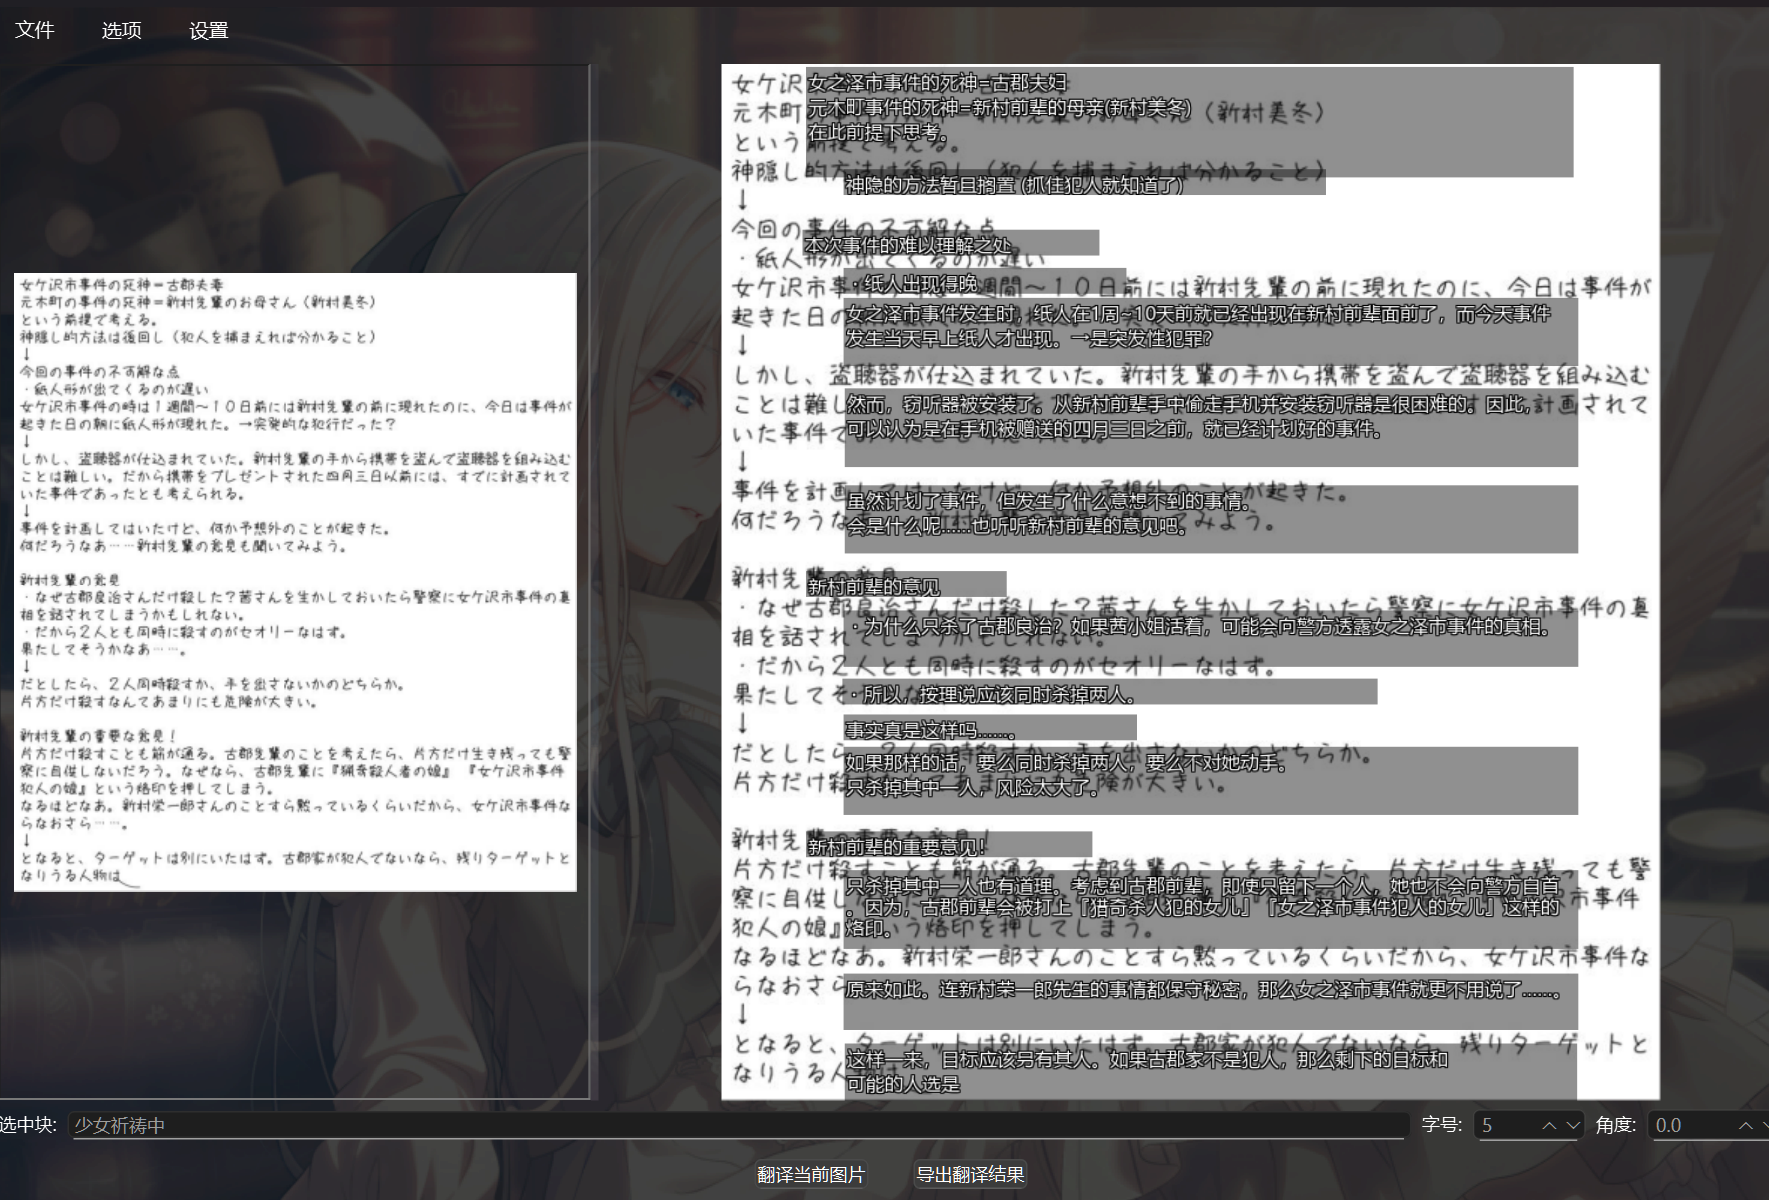 文件 选项 设置
女ケ沢市事件の死神＝古郡夫妻
元木町の事件の死神＝新村先輩のお母さん（新村美冬）
という前提で考える。
神隠し的方法は後回し（犯人を捕まえれば分かること）
↓
今回の事件の不可解な点
・紙人形が出てくるのが遅い
女ケ沢市事件の時は１週間～１０日前には新村先輩の前に現れたのに、今日は事件が
起きた日の朝に紙人形が現れた。→突発的な犯行だった？
↓
しかし、盗聴器が仕込まれていた。新村先輩の手から携帯を盗んで盗聴器を組み込む
ことは難しい。だから携帯をプレゼントされた四月三日以前には、すでに計画されて
いた事件であったとも考えられる。
↓
事件を計画してはいたけど、何か予想外のことが起きた。
何だろうなあ……新村先輩の意見も聞いてみよう。
新村先輩の意見
・なぜ古郡良治さんだけ殺した？茜さんを生かしておいたら警察に女ケ沢市事件の真
相を話されてしまうかもしれない。
・だから２人とも同時に殺すのがセオリーなはず。
果たしてそうかなあ……。
↓
だとしたら、２人同時殺すか、手を出さないかのどちらか。
片方だけ殺すなんてあまりにも危険が大きい。
新村先輩の重要な意見！
片方だけ殺すことも筋が通る。古郡先輩のことを考えたら、片方だけ生き残っても警
察に自供しないだろう。なぜなら、古郡先輩に『猟奇殺人者の娘』『女ケ沢市事件
犯人の娘』という烙印を押してしまう。
なるほどなあ。新村栄一郎さんのことすら黙っているくらいだから、女ケ沢市事件な
らなおさら……。
↓
となると、ターゲットは別にいたはず。古郡家が犯人でないなら、残りターゲットと
なりうる人物は
女之泽市事件的死神=古郡夫妇
元木町事件的死神=新村前辈的母亲(新村美冬)
在此前提下思考。
神隐的方法暂且搁置 (抓住犯人就知道了)
本次事件的难以理解之处
·纸人出现得晚
女之泽市事件发生时，纸人在1周~10天前就已经出现在新村前辈面前了，而今天事件
发生当天早上纸人才出现。→是突发性犯罪?
然而，窃听器被安装了。从新村前辈手中偷走手机并安装窃听器是很困难的。因此，
可以认为是在手机被赠送的四月三日之前，就已经计划好的事件。
虽然计划了事件，但发生了什么意想不到的事情。
会是什么呢……也听听新村前辈的意见吧。
新村前辈的意见
·为什么只杀了古郡良治? 如果茜小姐活着，可能会向警方透露女之泽市事件的真相。
·所以，按理说应该同时杀掉两人。
事实真是这样吗……。
如果那样的话，要么同时杀掉两人，要么不对她动手。
只杀掉其中一人，风险太大了。
新村前辈的重要意见!
只杀掉其中一人也有道理。考虑到古郡前辈，即使只留下一个人，她也不会向警方自首
。因为，古郡前辈会被打上「猎奇杀人犯的女儿」「女之泽市事件犯人的女儿」这样的
烙印。
原来如此。连新村荣一郎先生的事情都保守秘密，那么女之泽市事件就更不用说了……。
这样一来，目标应该另有其人。如果古郡家不是犯人，那么剩下的目标和
可能的人选是
选中块: 少女祈祷中 字号: 5 角度: 0.0
翻译当前图片 导出翻译结果